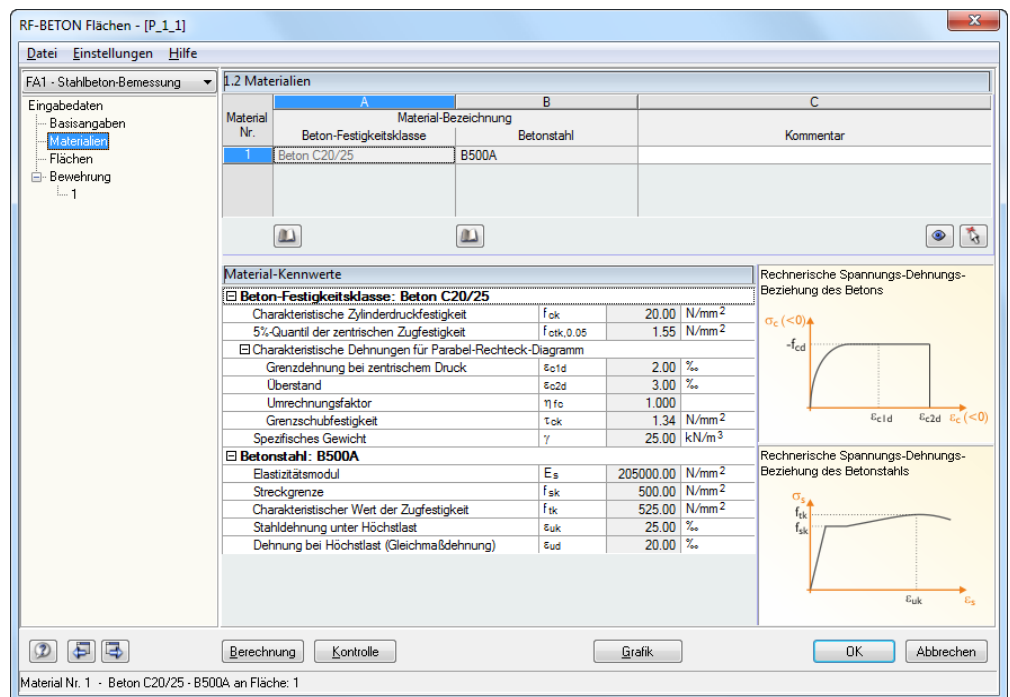 RF-BETON Flächen - [P_1_1]
Datei Einstellungen Hilfe
FA1 - Stahlbeton-Bemessung
Eingabedaten
Basisangaben
Materialien
Flächen
Bewehrung
1
1.2 Materialien
A B C
Material Nr.
Material-Bezeichnung
Beton-Festigkeitsklasse Betonstahl Kommentar
1 Beton C20/25 B500A
Material-Kennwerte
Beton-Festigkeitsklasse: Beton C20/25
Charakteristische Zylinderdruckfestigkeit fck 20.00 N/mm²
5%-Quantil der zentrischen Zugfestigkeit fctk,0.05 1.55 N/mm²
Charakteristische Dehnungen für Parabel-Rechteck-Diagramm
Grenzdehnung bei zentrischem Druck εc1d 2.00 ‰
Überstand εc2d 3.00 ‰
Umrechnungsfaktor ηfc 1.000
Grenzschubfestigkeit τck 1.34 N/mm²
Spezifisches Gewicht γ 25.00 kN/m³
Betonstahl: B500A
Elastizitätsmodul Es 205000.00 N/mm²
Streckgrenze fsk 500.00 N/mm²
Charakteristischer Wert der Zugfestigkeit ftk 525.00 N/mm²
Stahldehnung unter Höchstlast εuk 25.00 ‰
Dehnung bei Höchstlast (Gleichmaßdehnung) εud 20.00 ‰
Rechnerische Spannungs-Dehnungs-
Beziehung des Betons
σc (<0)
-fcd
εc1d εc2d εc (<0)
Rechnerische Spannungs-Dehnungs-
Beziehung des Betonstahls
σs
ftk
fsk
εuk εs
Berechnung Kontrolle Grafik OK Abbrechen
Material Nr. 1 - Beton C20/25 - B500A an Fläche: 1